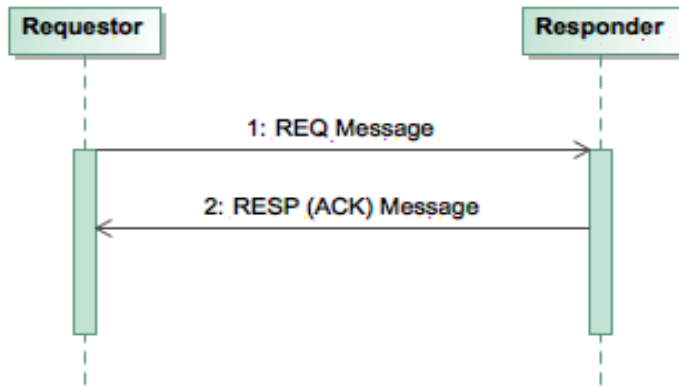 Requestor
Responder
1: REQ Message
2: RESP (ACK) Message